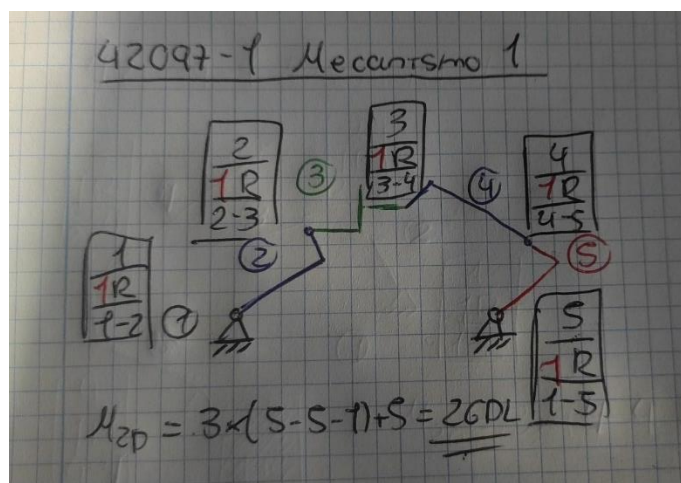 42097-1 Mecanismo 1
3
1R
3-4
2
1R
2-3
③
④
4
1R
4-5
②
⑤
1
1R
1-2
①
5
1R
1-5
M2D = 3×(5-5-1)+5 = 2GDL